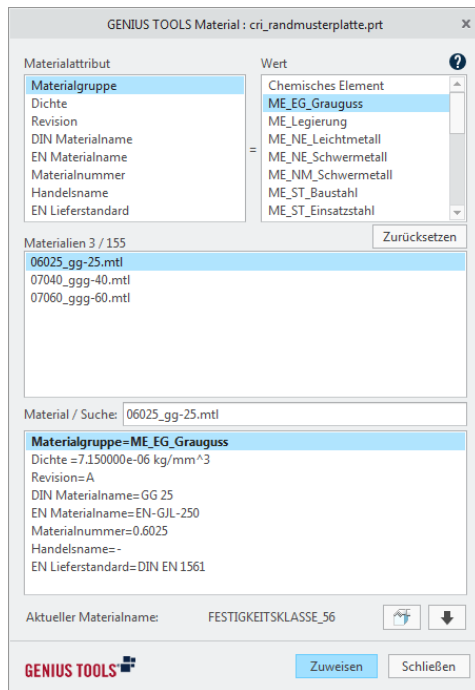 GENIUS TOOLS Material : cri_randmusterplatte.prt x
Materialattribut Wert ?
Materialgruppe
Dichte
Revision
DIN Materialname
EN Materialname
Materialnummer
Handelsname
EN Lieferstandard
=
Chemisches Element
ME_EG_Grauguss
ME_Legierung
ME_NE_Leichtmetall
ME_NE_Schwermetall
ME_NM_Schwermetall
ME_ST_Baustahl
ME_ST_Einsatzstahl
Zurücksetzen
Materialien 3 / 155
06025_gg-25.mtl
07040_ggg-40.mtl
07060_ggg-60.mtl
Material / Suche: 06025_gg-25.mtl
Materialgruppe=ME_EG_Grauguss
Dichte =7.150000e-06 kg/mm^3
Revision=A
DIN Materialname=GG 25
EN Materialname=EN-GJL-250
Materialnummer=0.6025
Handelsname=-
EN Lieferstandard=DIN EN 1561
Aktueller Materialname: FESTIGKEITSKLASSE_56
GENIUS TOOLS Zuweisen Schließen